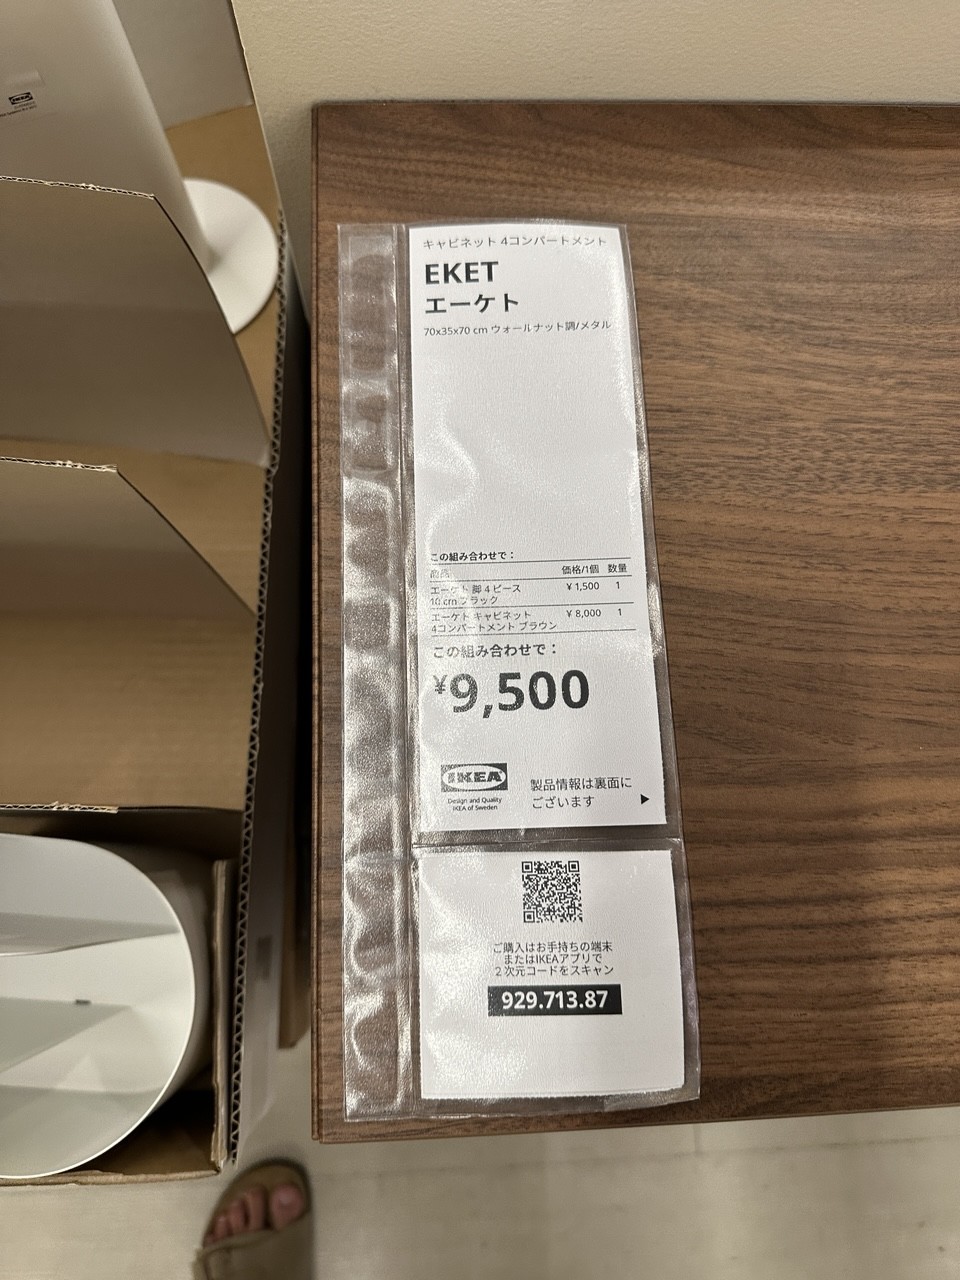 IKEA
キャビネット 4コンパートメント
EKET
エーケト
70x35x70 cm ウォールナット調/メタル
この組み合わせで：
商品 価格/1個 数量
エーケト 脚 4 ピース ¥ 1,500 1
10 cm ブラック
エーケト キャビネット ¥ 8,000 1
4コンパートメント ブラウン
この組み合わせで：
¥9,500
IKEA
Design and Quality
IKEA of Sweden
製品情報は裏面に
ございます ▶
ご購入はお手持ちの端末
またはIKEAアプリで
2次元コードをスキャン
929.713.87